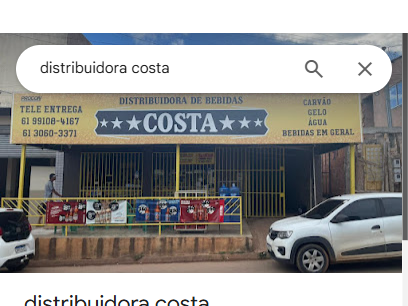 distribuidora costa
DISTRIBUIDORA DE BEBIDAS
TELE ENTREGA
61 99108-4167
61 3060-3371
★★★COSTA★★★
CARVÃO
GELO
ÁGUA
BEBIDAS EM GERAL
distribuidora costa